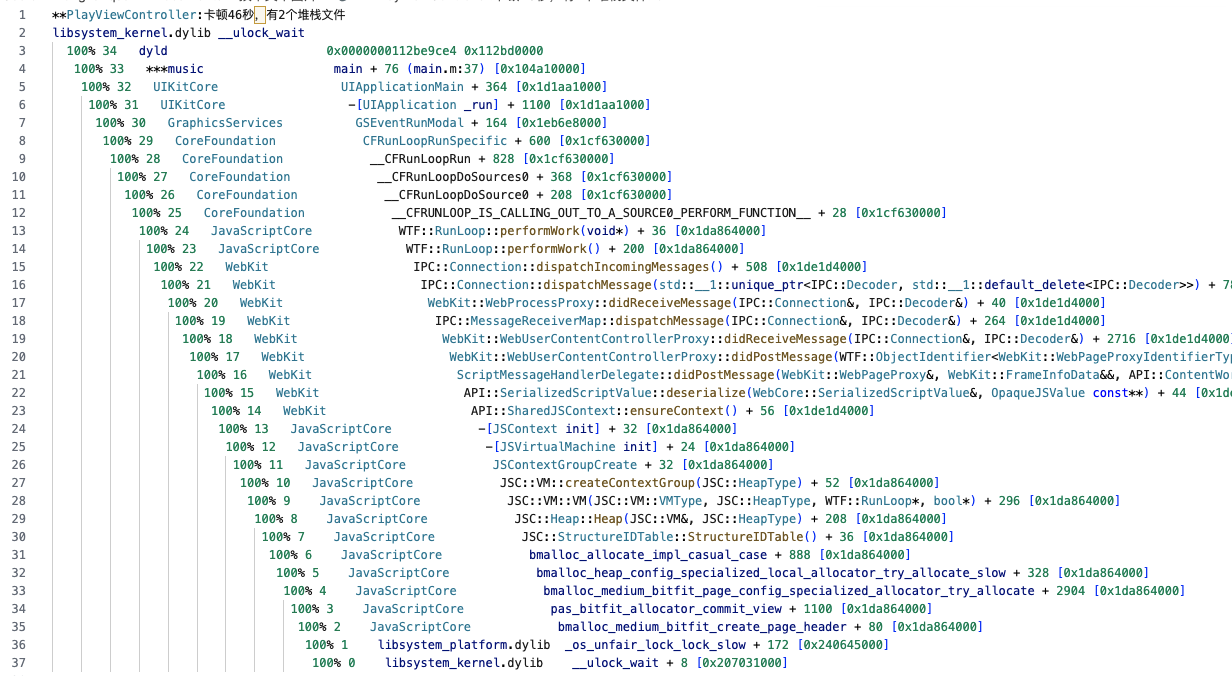 1 **PlayViewController:卡顿46秒，有2个堆栈文件
2 libsystem_kernel.dylib __ulock_wait
3 100% 34 dyld 0x0000000112be9ce4 0x112bd0000
4 100% 33 ***music main + 76 (main.m:37) [0x104a10000]
5 100% 32 UIKitCore UIApplicationMain + 364 [0x1d1aa1000]
6 100% 31 UIKitCore -[UIApplication _run] + 1100 [0x1d1aa1000]
7 100% 30 GraphicsServices GSEventRunModal + 164 [0x1eb6e8000]
8 100% 29 CoreFoundation CFRunLoopRunSpecific + 600 [0x1cf630000]
9 100% 28 CoreFoundation __CFRunLoopRun + 828 [0x1cf630000]
10 100% 27 CoreFoundation __CFRunLoopDoSources0 + 368 [0x1cf630000]
11 100% 26 CoreFoundation __CFRunLoopDoSource0 + 208 [0x1cf630000]
12 100% 25 CoreFoundation __CFRUNLOOP_IS_CALLING_OUT_TO_A_SOURCE0_PERFORM_FUNCTION__ + 28 [0x1cf630000]
13 100% 24 JavaScriptCore WTF::RunLoop::performWork(void*) + 36 [0x1da864000]
14 100% 23 JavaScriptCore WTF::RunLoop::performWork() + 200 [0x1da864000]
15 100% 22 WebKit IPC::Connection::dispatchIncomingMessages() + 508 [0x1de1d4000]
16 100% 21 WebKit IPC::Connection::dispatchMessage(std::__1::unique_ptr<IPC::Decoder, std::__1::default_delete<IPC::Decoder>>) + 78
17 100% 20 WebKit WebKit::WebProcessProxy::didReceiveMessage(IPC::Connection&, IPC::Decoder&) + 40 [0x1de1d4000]
18 100% 19 WebKit IPC::MessageReceiverMap::dispatchMessage(IPC::Connection&, IPC::Decoder&) + 264 [0x1de1d4000]
19 100% 18 WebKit WebKit::WebUserContentControllerProxy::didReceiveMessage(IPC::Connection&, IPC::Decoder&) + 2716 [0x1de1d4000
20 100% 17 WebKit WebKit::WebUserContentControllerProxy::didPostMessage(WTF::ObjectIdentifier<WebKit::WebPageProxyIdentifierTyp
21 100% 16 WebKit ScriptMessageHandlerDelegate::didPostMessage(WebKit::WebPageProxy&, WebKit::FrameInfoData&&, API::ContentWor
22 100% 15 WebKit API::SerializedScriptValue::deserialize(WebCore::SerializedScriptValue&, OpaqueJSValue const**) + 44 [0x1de
23 100% 14 WebKit API::SharedJSContext::ensureContext() + 56 [0x1de1d4000]
24 100% 13 JavaScriptCore -[JSContext init] + 32 [0x1da864000]
25 100% 12 JavaScriptCore -[JSVirtualMachine init] + 24 [0x1da864000]
26 100% 11 JavaScriptCore JSContextGroupCreate + 32 [0x1da864000]
27 100% 10 JavaScriptCore JSC::VM::createContextGroup(JSC::HeapType) + 52 [0x1da864000]
28 100% 9 JavaScriptCore JSC::VM::VM(JSC::VM::VMType, JSC::HeapType, WTF::RunLoop*, bool*) + 296 [0x1da864000]
29 100% 8 JavaScriptCore JSC::Heap::Heap(JSC::VM&, JSC::HeapType) + 208 [0x1da864000]
30 100% 7 JavaScriptCore JSC::StructureIDTable::StructureIDTable() + 36 [0x1da864000]
31 100% 6 JavaScriptCore bmalloc_allocate_impl_casual_case + 888 [0x1da864000]
32 100% 5 JavaScriptCore bmalloc_heap_config_specialized_local_allocator_try_allocate_slow + 328 [0x1da864000]
33 100% 4 JavaScriptCore bmalloc_medium_bitfit_page_config_specialized_allocator_try_allocate + 2904 [0x1da864000]
34 100% 3 JavaScriptCore pas_bitfit_allocator_commit_view + 1100 [0x1da864000]
35 100% 2 JavaScriptCore bmalloc_medium_bitfit_create_page_header + 80 [0x1da864000]
36 100% 1 libsystem_platform.dylib _os_unfair_lock_lock_slow + 172 [0x240645000]
37 100% 0 libsystem_kernel.dylib __ulock_wait + 8 [0x207031000]